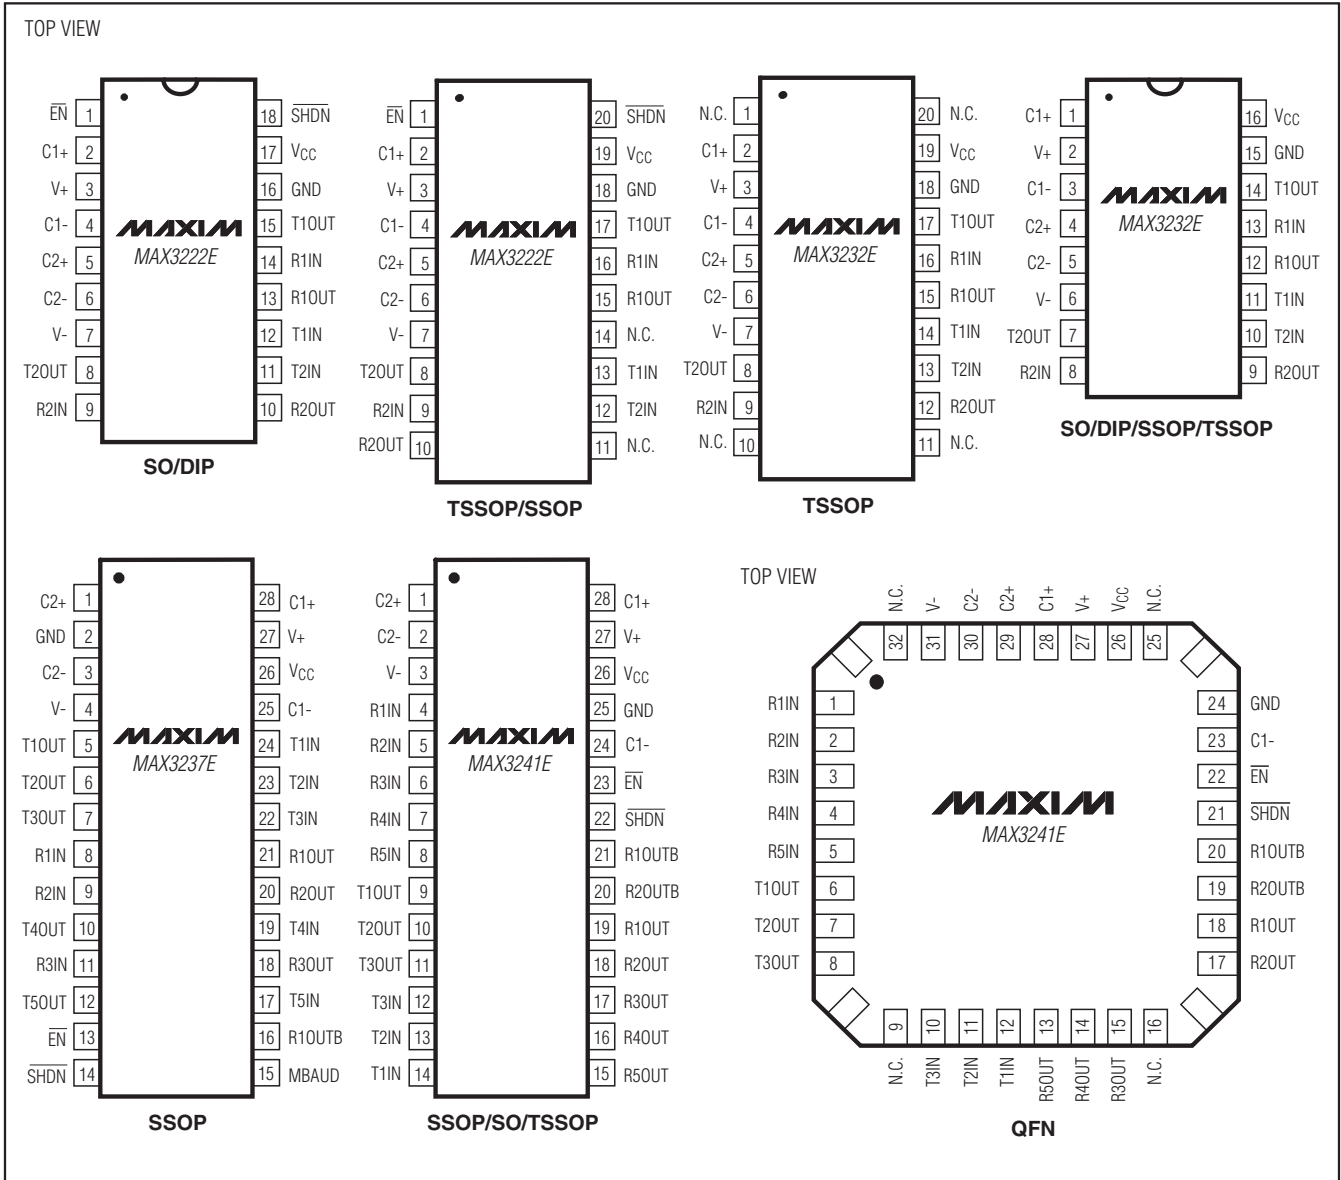 TOP VIEW
EN 1
C1+ 2
V+ 3
C1- 4
C2+ 5
C2- 6
V- 7
T2OUT 8
R2IN 9
MAXIM
MAX3222E
18 SHDN
17 VCC
16 GND
15 T1OUT
14 R1IN
13 R1OUT
12 T1IN
11 T2IN
10 R2OUT
SO/DIP
EN 1
C1+ 2
V+ 3
C1- 4
C2+ 5
C2- 6
V- 7
T2OUT 8
R2IN 9
R2OUT 10
MAXIM
MAX3222E
20 SHDN
19 VCC
18 GND
17 T1OUT
16 R1IN
15 R1OUT
14 N.C.
13 T1IN
12 T2IN
11 N.C.
TSSOP/SSOP
N.C. 1
C1+ 2
V+ 3
C1- 4
C2+ 5
C2- 6
V- 7
T2OUT 8
R2IN 9
N.C. 10
MAXIM
MAX3232E
20 N.C.
19 VCC
18 GND
17 T1OUT
16 R1IN
15 R1OUT
14 T1IN
13 T2IN
12 R2OUT
11 N.C.
TSSOP
C1+ 1
V+ 2
C1- 3
C2+ 4
C2- 5
V- 6
T2OUT 7
R2IN 8
MAXIM
MAX3232E
16 VCC
15 GND
14 T1OUT
13 R1IN
12 R1OUT
11 T1IN
10 T2IN
9 R2OUT
SO/DIP/SSOP/TSSOP
C2+ 1
GND 2
C2- 3
V- 4
T1OUT 5
T2OUT 6
T3OUT 7
R1IN 8
R2IN 9
T4OUT 10
R3IN 11
T5OUT 12
EN 13
SHDN 14
MAXIM
MAX3237E
28 C1+
27 V+
26 VCC
25 C1-
24 T1IN
23 T2IN
22 T3IN
21 R1OUT
20 R2OUT
19 T4IN
18 R3OUT
17 T5IN
16 R1OUTB
15 MBAUD
SSOP
C2+ 1
C2- 2
V- 3
R1IN 4
R2IN 5
R3IN 6
R4IN 7
R5IN 8
T1OUT 9
T2OUT 10
T3OUT 11
T3IN 12
T2IN 13
T1IN 14
MAXIM
MAX3241E
28 C1+
27 V+
26 VCC
25 GND
24 C1-
23 EN
22 SHDN
21 R1OUTB
20 R2OUTB
19 R1OUT
18 R2OUT
17 R3OUT
16 R4OUT
15 R5OUT
SSOP/SO/TSSOP
TOP VIEW
N.C. V- C2- C2+ C1+ V+ VCC N.C.
32 31 30 29 28 27 26 25
R1IN 1
R2IN 2
R3IN 3
R4IN 4
R5IN 5
T1OUT 6
T2OUT 7
T3OUT 8
MAXIM
MAX3241E
24 GND
23 C1-
22 EN
21 SHDN
20 R1OUTB
19 R2OUTB
18 R1OUT
17 R2OUT
9 10 11 12 13 14 15 16
N.C. T3IN T2IN T1IN R5OUT R4OUT R3OUT N.C.
QFN